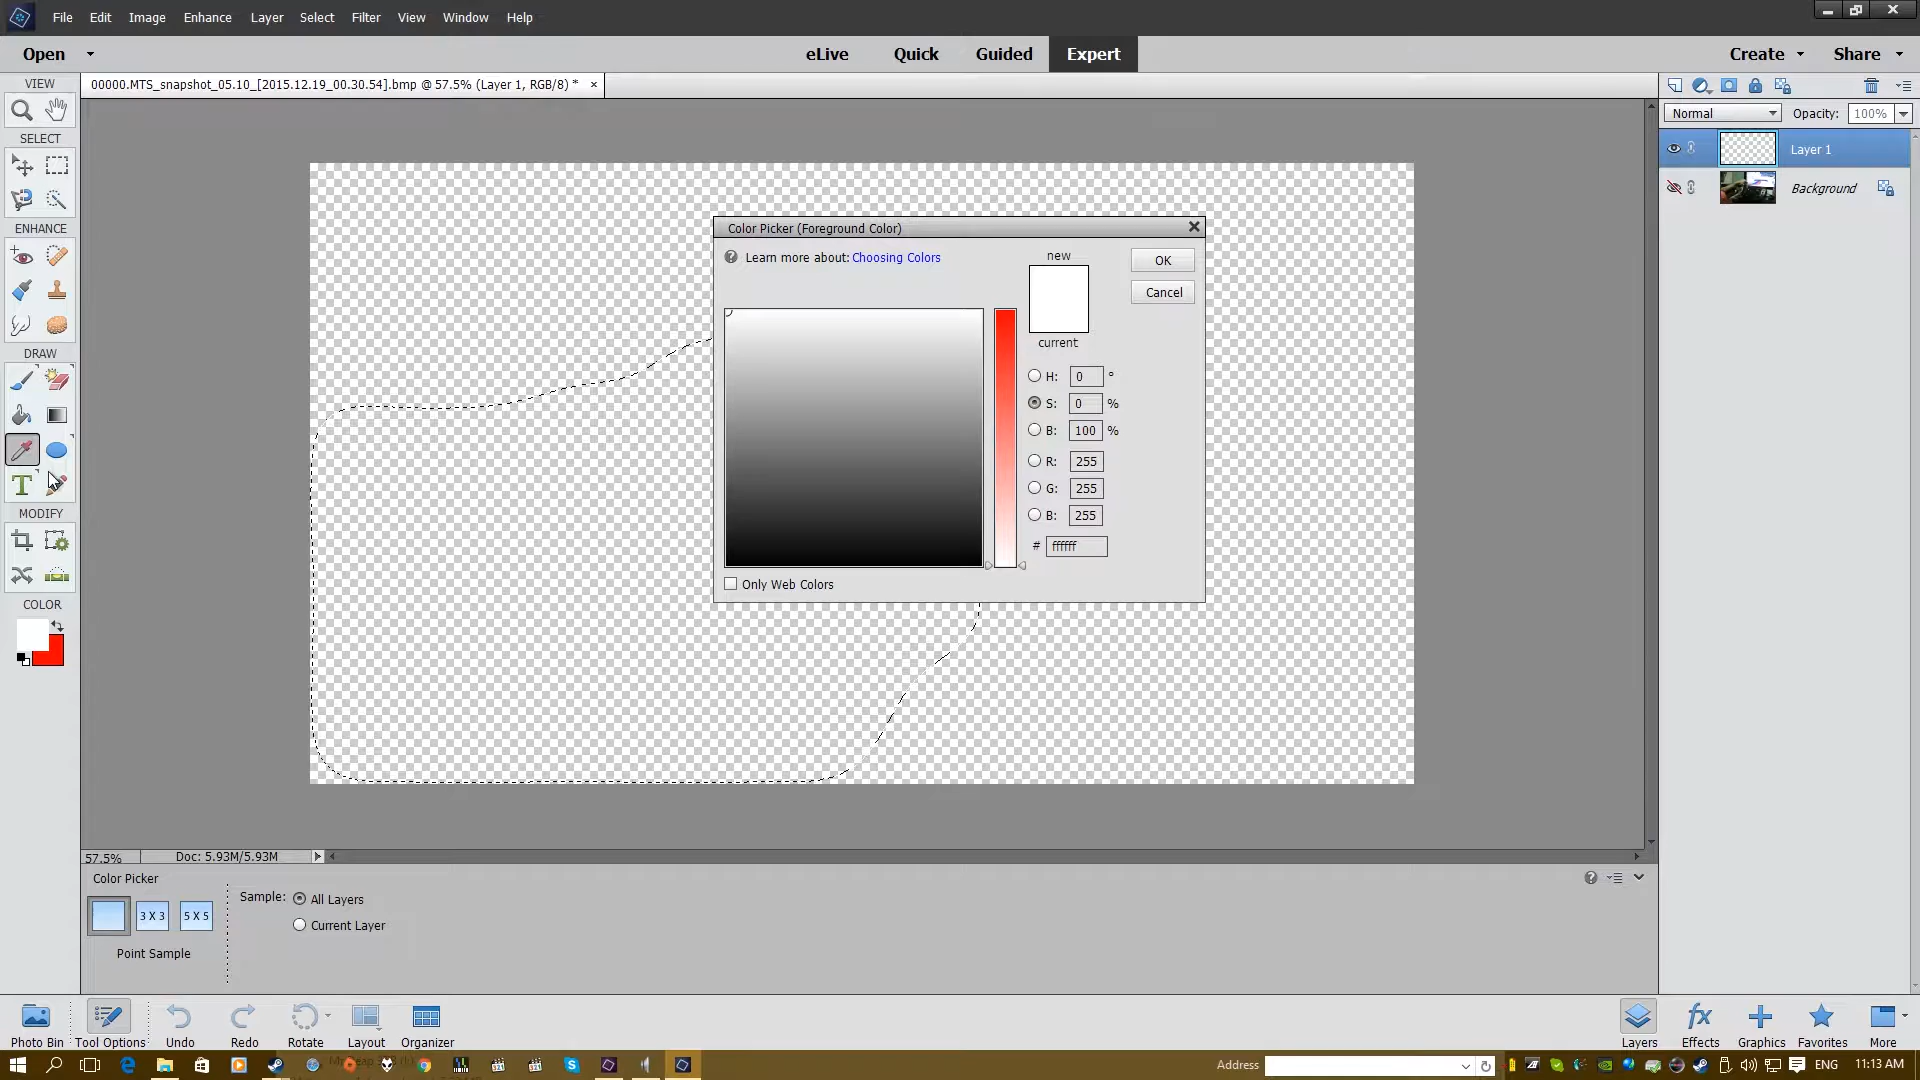 File Edit Image Enhance Layer Select Filter View Window Help
Open eLive Quick Guided Expert Create Share
VIEW
00000.MTS_snapshot_05.10_[2015.12.19_00.30.54].bmp @ 57.5% (Layer 1, RGB/8) * ×
Normal Opacity: 100%
SELECT
Layer 1
Background
ENHANCE
Color Picker (Foreground Color)
Learn more about: Choosing Colors
new
OK
Cancel
current
DRAW
H: 0 °
S: 0 %
B: 100 %
R: 255
G: 255
B: 255
# ffffff
Only Web Colors
T
MODIFY
COLOR
57.5% Doc: 5.93M/5.93M
Color Picker
Sample: All Layers
3 X 3 5 X 5
Current Layer
Point Sample
fx
Photo Bin Tool Options Undo Redo Rotate Layout Organizer Layers Effects Graphics Favorites More
Address ENG 11:13 AM